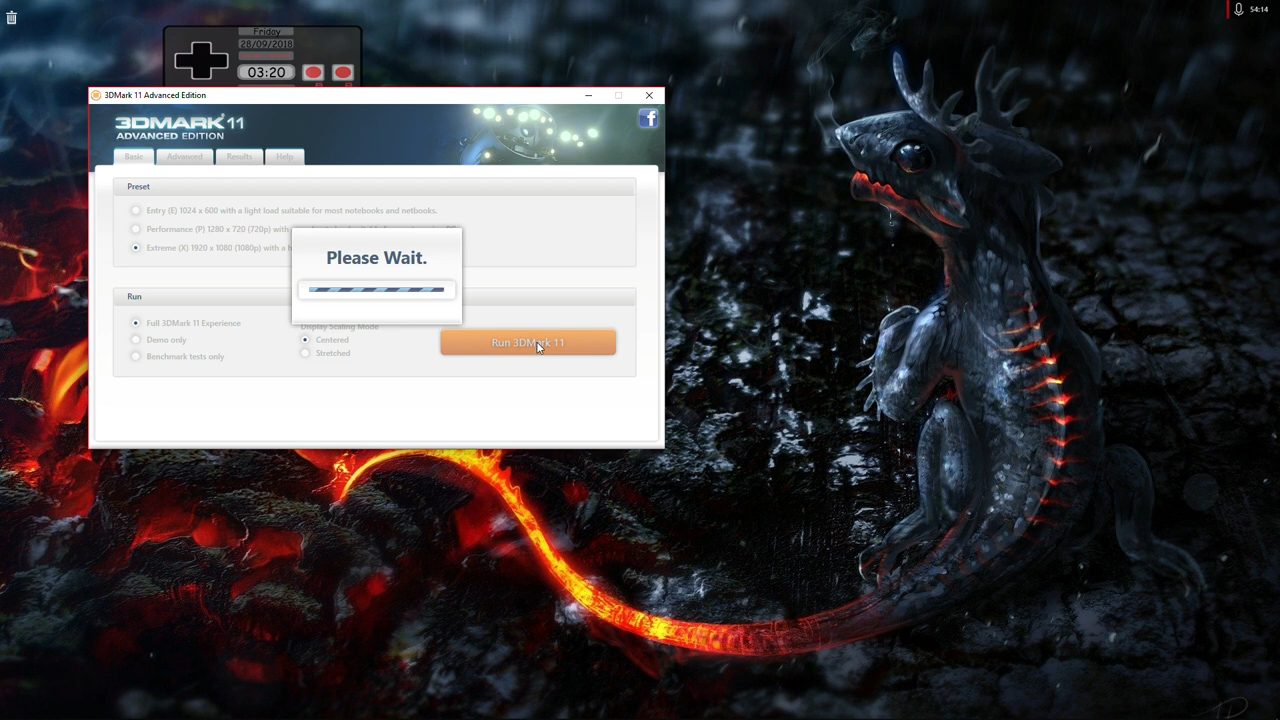 54:14
Friday
28/09/2018
03:20
3DMark 11 Advanced Edition
3DMARK 11
ADVANCED EDITION
f
Basic
Advanced
Results
Help
Preset
Entry (E) 1024 x 600 with a light load suitable for most notebooks and netbooks.
Performance (P) 1280 x 720 (720p) with
Extreme (X) 1920 x 1080 (1080p) with a
Please Wait.
Run
Full 3DMark 11 Experience
Demo only
Benchmark tests only
Display Scaling Mode
Centered
Stretched
Run 3DMark 11